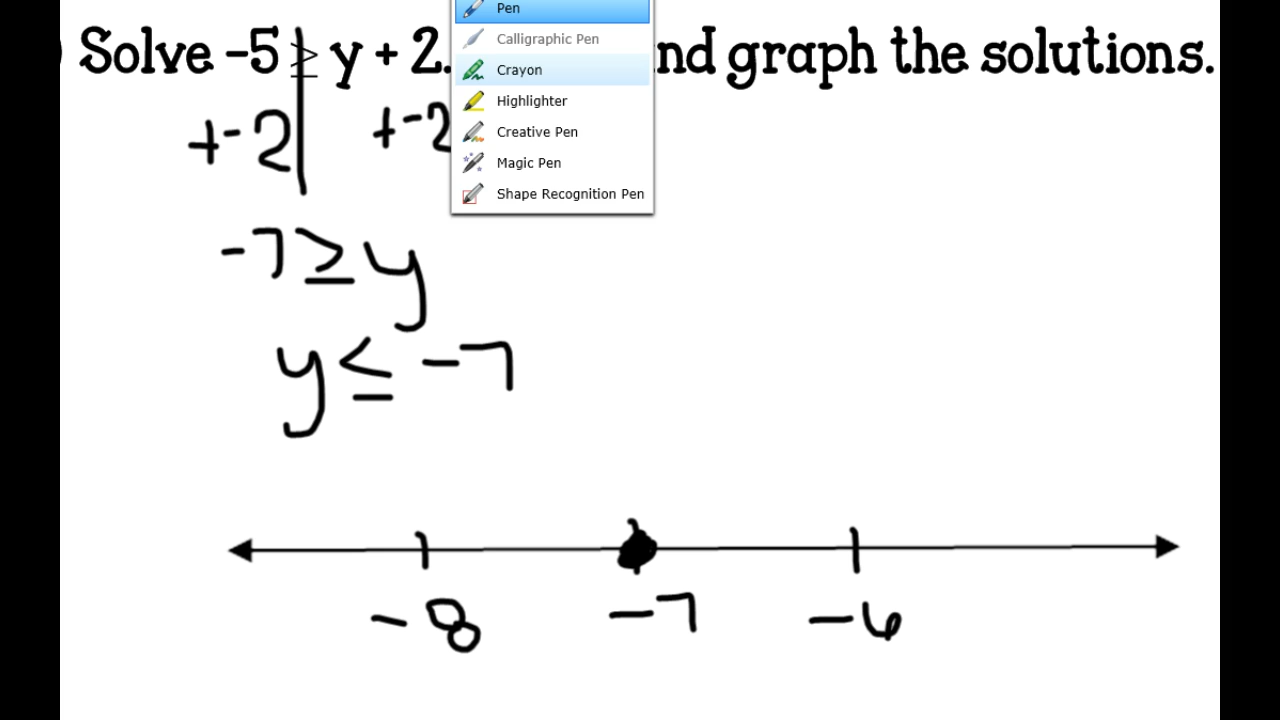 Pen
) Solve -5 ≥ y + 2. nd graph the solutions.
Calligraphic Pen
Crayon
Highlighter
+-2 +-2
Creative Pen
Magic Pen
Shape Recognition Pen
-7 ≥ y
y ≤ -7
-8 -7 -6